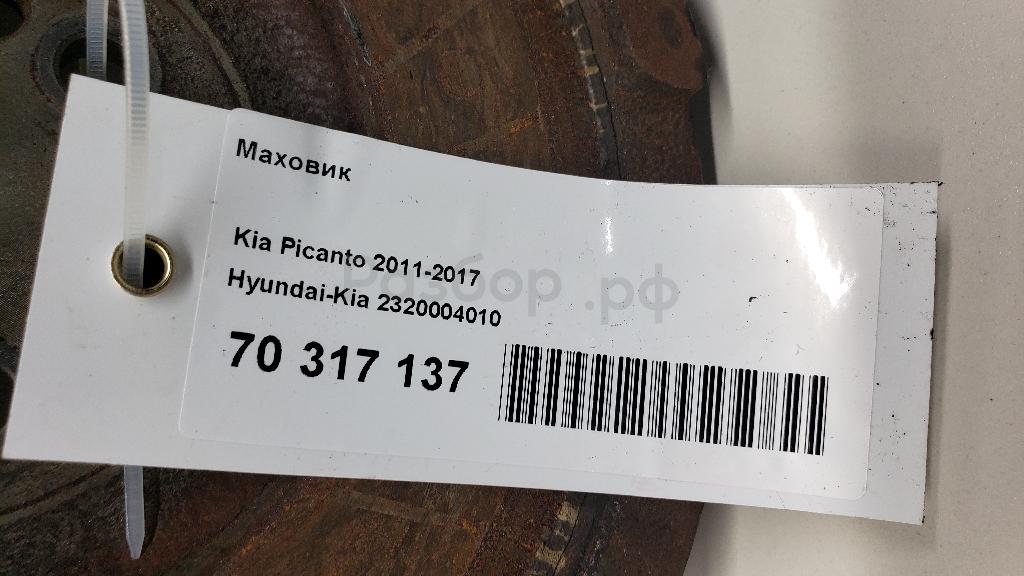 Маховик
Kia Picanto 2011-2017
Hyundai-Kia 2320004010
70 317 137
Разбор.рф